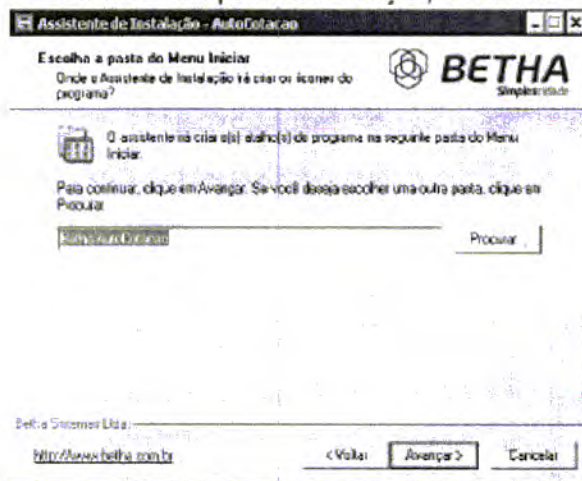 Assistente de Instalação - AutoCotacao
Escolha a pasta do Menu Iniciar
Onde o Assistente de Instalação irá criar os ícones do
programa?
BETHA
Simples
O assistente irá criar o(s) atalho(s) do programa na seguinte pasta do Menu
Iniciar.
Para continuar, clique em Avançar. Se você deseja escolher uma outra pasta, clique em
Procurar.
Procurar
Betha Sistemas Ltda.
http://www.betha.com.br
< Voltar
Avançar >
Cancelar